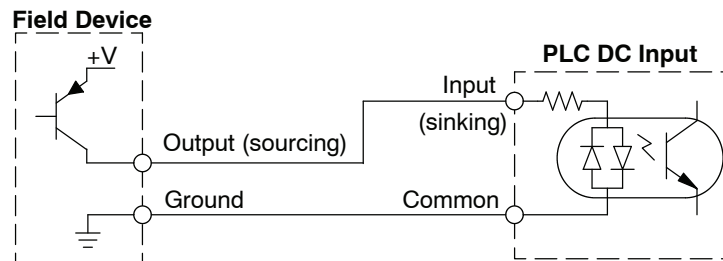 Field Device
+V
PLC DC Input
Input
(sinking)
Output (sourcing)
Ground
Common